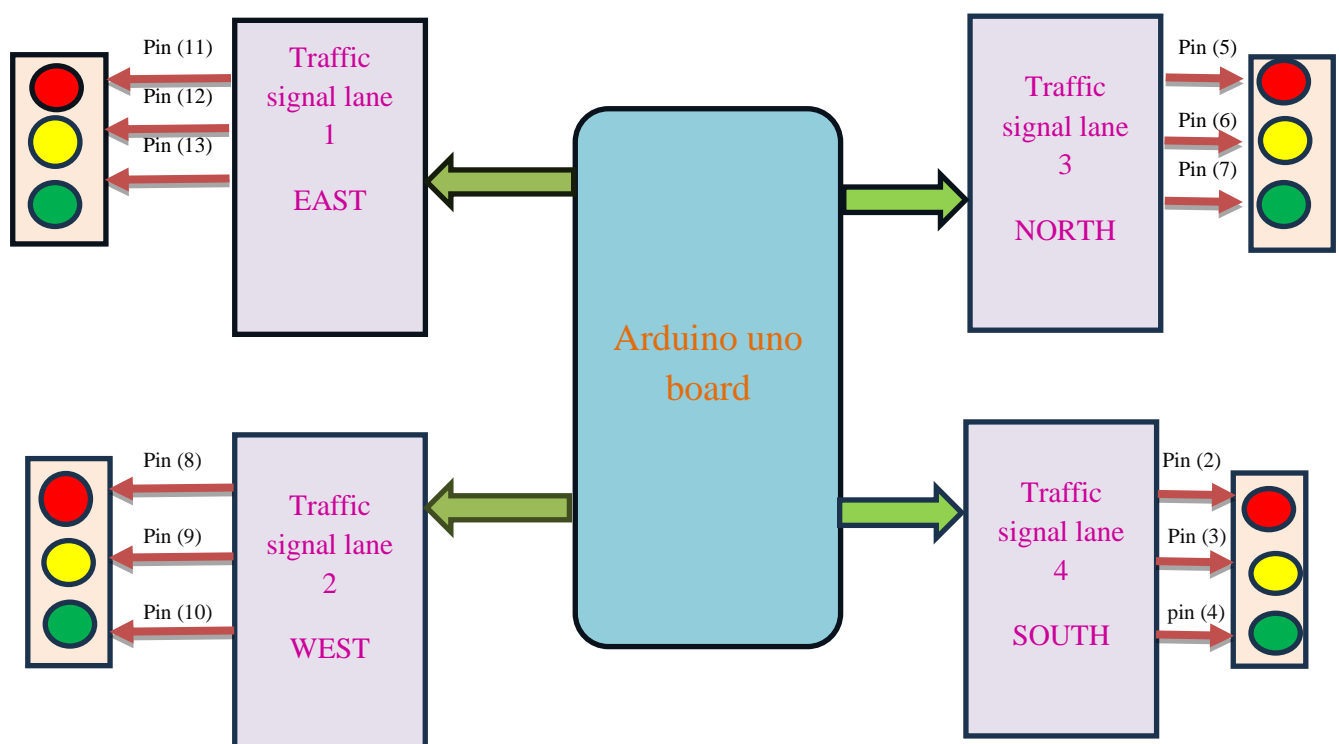 Pin (11)
Pin (12)
Pin (13)
Traffic
signal lane
1
EAST
Arduino uno
board
Traffic
signal lane
3
NORTH
Pin (5)
Pin (6)
Pin (7)
Pin (8)
Pin (9)
Pin (10)
Traffic
signal lane
2
WEST
Traffic
signal lane
4
SOUTH
Pin (2)
Pin (3)
pin (4)